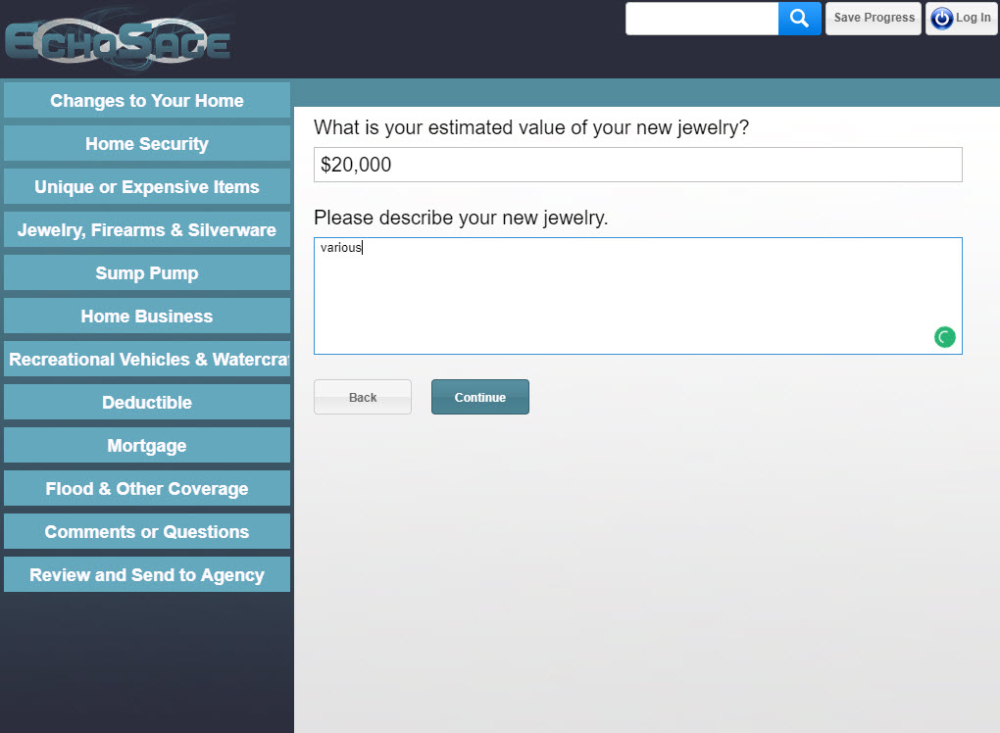 EchoSage
Save Progress
Log In
Changes to Your Home
Home Security
Unique or Expensive Items
Jewelry, Firearms & Silverware
Sump Pump
Home Business
Recreational Vehicles & Watercra
Deductible
Mortgage
Flood & Other Coverage
Comments or Questions
Review and Send to Agency
What is your estimated value of your new jewelry?
$20,000
Please describe your new jewelry.
various
Back
Continue